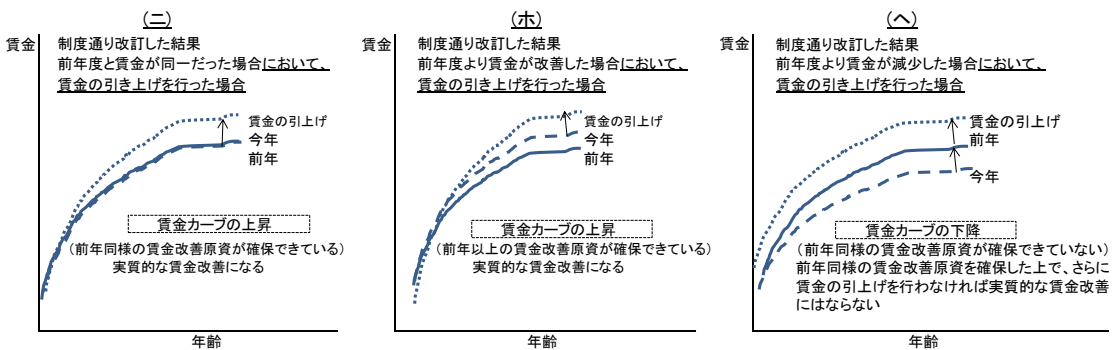 (ニ)
賃金
制度通り改訂した結果
前年度と賃金が同一だった場合において、
賃金の引き上げを行った場合
賃金の引上げ
今年
前年
賃金カーブの上昇
(前年同様の賃金改善原資が確保できている)
実質的な賃金改善になる
年齢
(ホ)
賃金
制度通り改訂した結果
前年度より賃金が改善した場合において、
賃金の引き上げを行った場合
賃金の引上げ
今年
前年
賃金カーブの上昇
(前年以上の賃金改善原資が確保できている)
実質的な賃金改善になる
年齢
(ヘ)
賃金
制度通り改訂した結果
前年度より賃金が減少した場合において、
賃金の引き上げを行った場合
賃金の引上げ
前年
今年
賃金カーブの下降
(前年同様の賃金改善原資が確保できていない)
前年同様の賃金改善原資を確保した上で、さらに
賃金の引上げを行わなければ実質的な賃金改善
にはならない
年齢